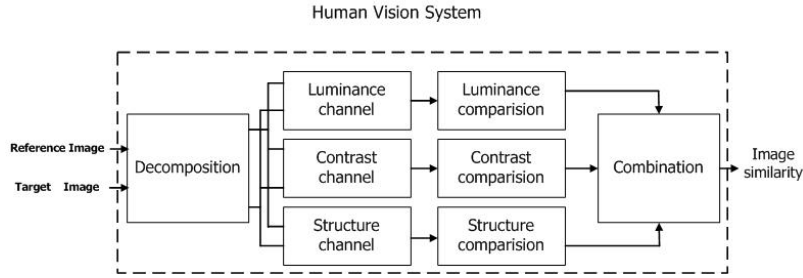 Human Vision System
Luminance
channel
Luminance
comparision
Reference Image
Decomposition
Contrast
channel
Contrast
comparision
Combination
Image
similarity
Target Image
Structure
channel
Structure
comparision